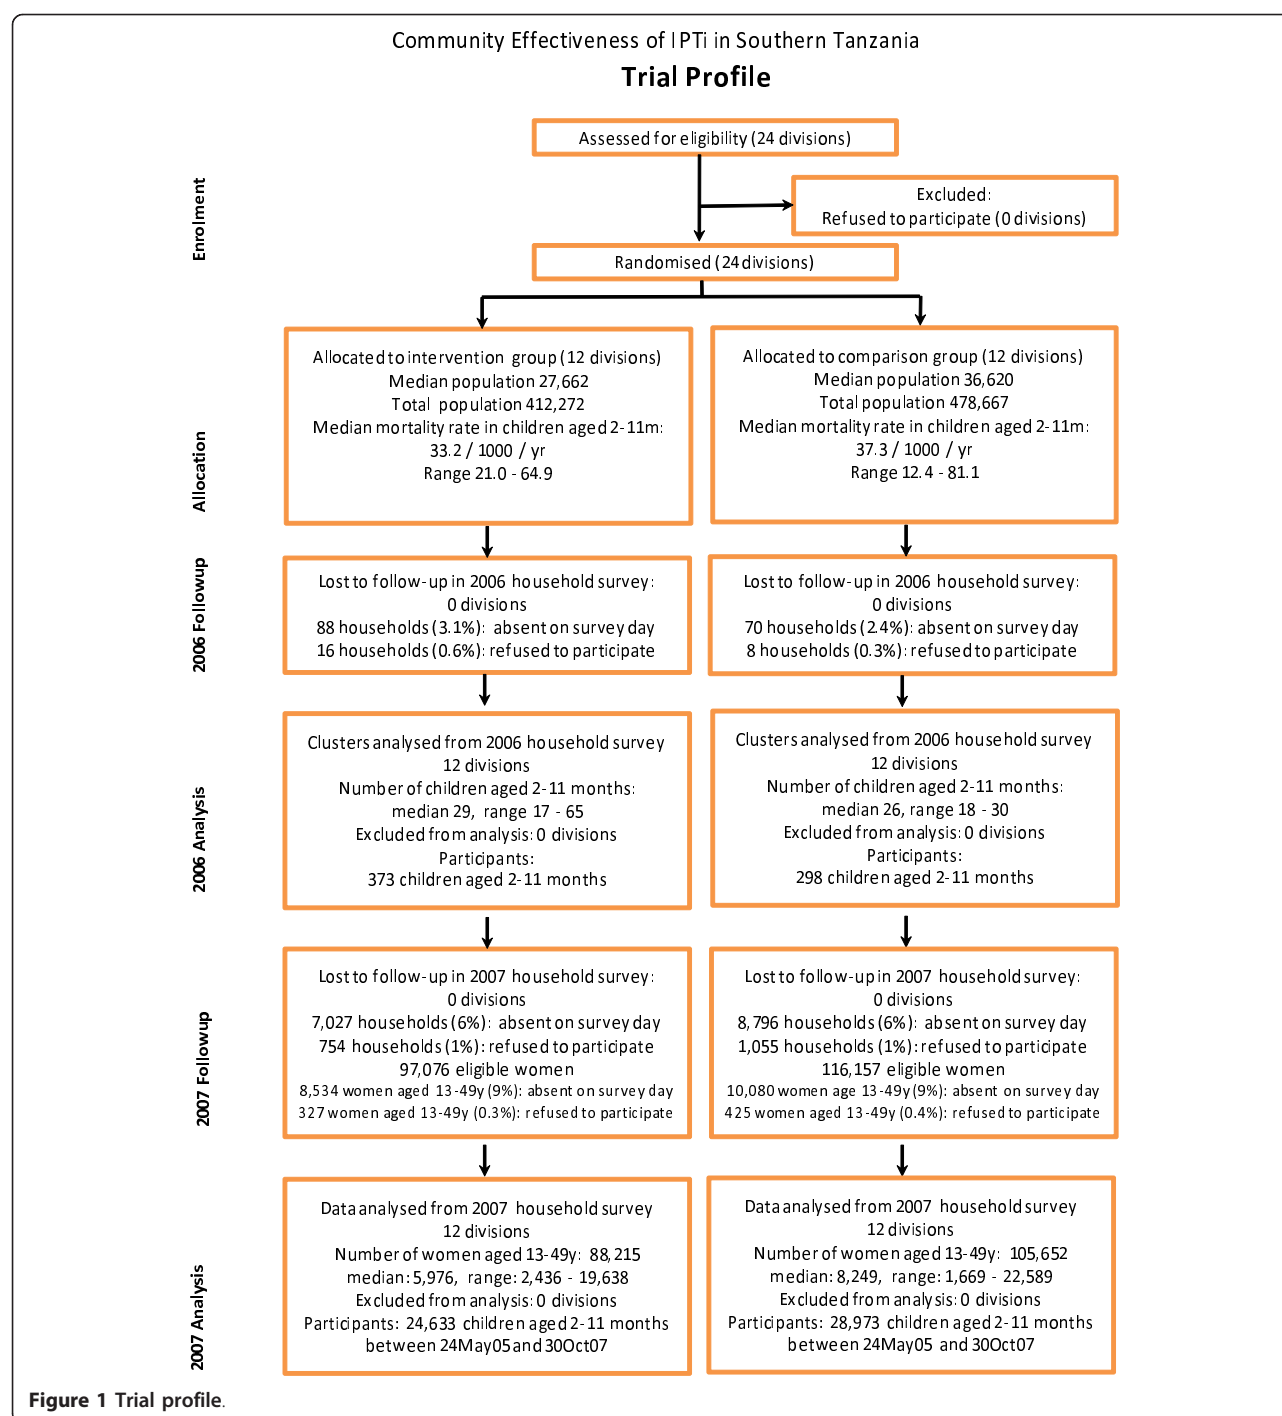 Community Effectiveness of IPTi in Southern Tanzania
Trial Profile
Enrolment
Assessed for eligibility (24 divisions)
Excluded:
Refused to participate (0 divisions)
Randomised (24 divisions)
Allocation
Allocated to intervention group (12 divisions)
Median population 27,662
Total population 412,272
Median mortality rate in children aged 2-11m:
33.2 / 1000 / yr
Range 21.0 - 64.9
Allocated to comparison group (12 divisions)
Median population 36,620
Total population 478,667
Median mortality rate in children aged 2-11m:
37.3 / 1000 / yr
Range 12.4 - 81.1
2006 Followup
Lost to follow-up in 2006 household survey:
0 divisions
88 households (3.1%): absent on survey day
16 households (0.6%): refused to participate
Lost to follow-up in 2006 household survey:
0 divisions
70 households (2.4%): absent on survey day
8 households (0.3%): refused to participate
2006 Analysis
Clusters analysed from 2006 household survey
12 divisions
Number of children aged 2-11 months:
median 29, range 17 - 65
Excluded from analysis: 0 divisions
Participants:
373 children aged 2-11 months
Clusters analysed from 2006 household survey
12 divisions
Number of children aged 2-11 months:
median 26, range 18 - 30
Excluded from analysis: 0 divisions
Participants:
298 children aged 2-11 months
2007 Followup
Lost to follow-up in 2007 household survey:
0 divisions
7,027 households (6%): absent on survey day
754 households (1%): refused to participate
97,076 eligible women
8,534 women aged 13-49y (9%): absent on survey day
327 women aged 13-49y (0.3%): refused to participate
Lost to follow-up in 2007 household survey:
0 divisions
8,796 households (6%): absent on survey day
1,055 households (1%): refused to participate
116,157 eligible women
10,080 women age 13-49y (9%): absent on survey day
425 women aged 13-49y (0.4%): refused to participate
2007 Analysis
Data analysed from 2007 household survey
12 divisions
Number of women aged 13-49y: 88,215
median: 5,976, range: 2,436 - 19,638
Excluded from analysis: 0 divisions
Participants: 24,633 children aged 2-11 months
between 24May05 and 30Oct07
Data analysed from 2007 household survey
12 divisions
Number of women aged 13-49y: 105,652
median: 8,249, range: 1,669 - 22,589
Excluded from analysis: 0 divisions
Participants: 28,973 children aged 2-11 months
between 24May05 and 30Oct07
Figure 1 Trial profile.